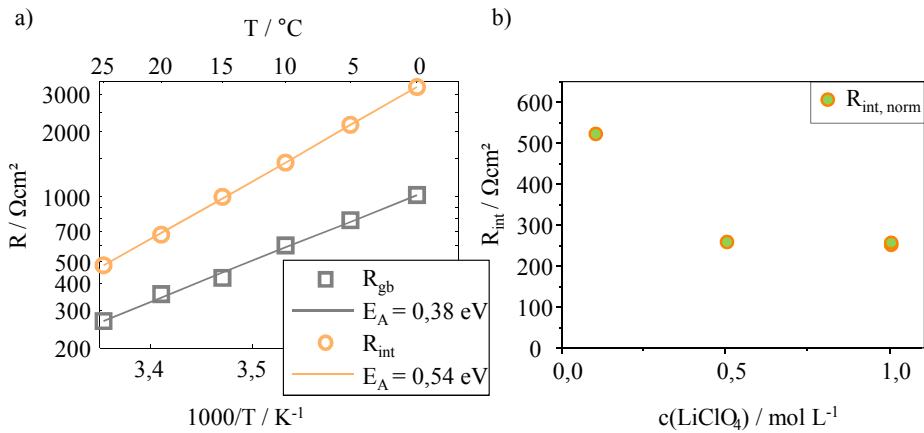 a)
T / °C
25 20 15 10 5 0
3000
2000
1000
700
500
400
300
200
R / Ωcm²
3,4 3,5
1000/T / K⁻¹
R_gb
E_A = 0,38 eV
R_int
E_A = 0,54 eV
b)
R_int, norm
700
600
500
400
300
200
100
0
R_int / Ωcm²
0,0 0,5 1,0
c(LiClO₄) / mol L⁻¹